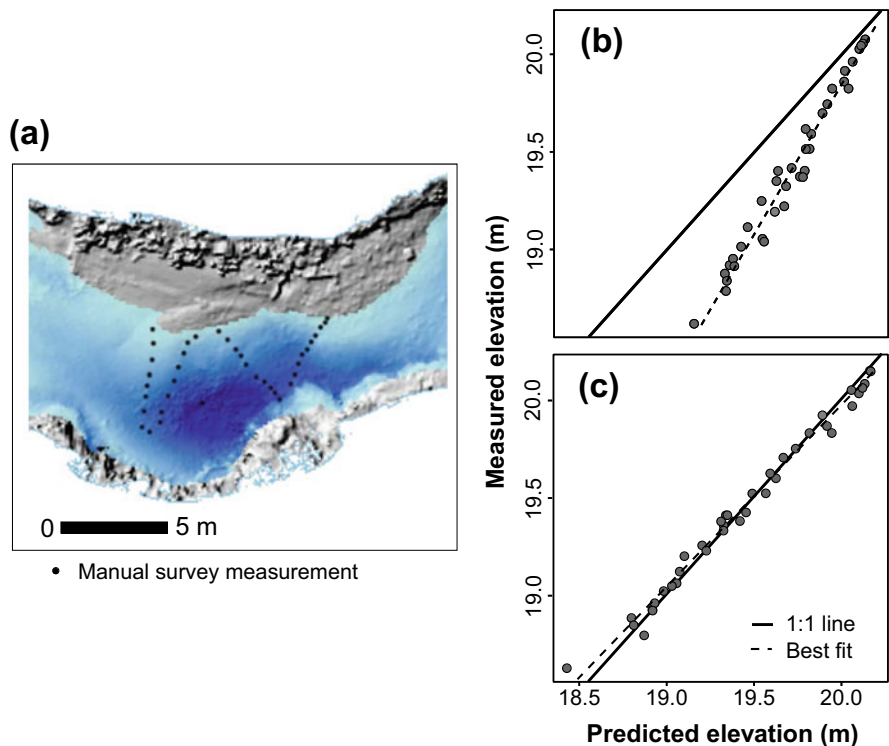 (a)
0 5 m
• Manual survey measurement
(b)
20.0
19.5
19.0
Measured elevation (m)
(c)
20.0
19.5
19.0
1:1 line
Best fit
18.5 19.0 19.5 20.0
Predicted elevation (m)